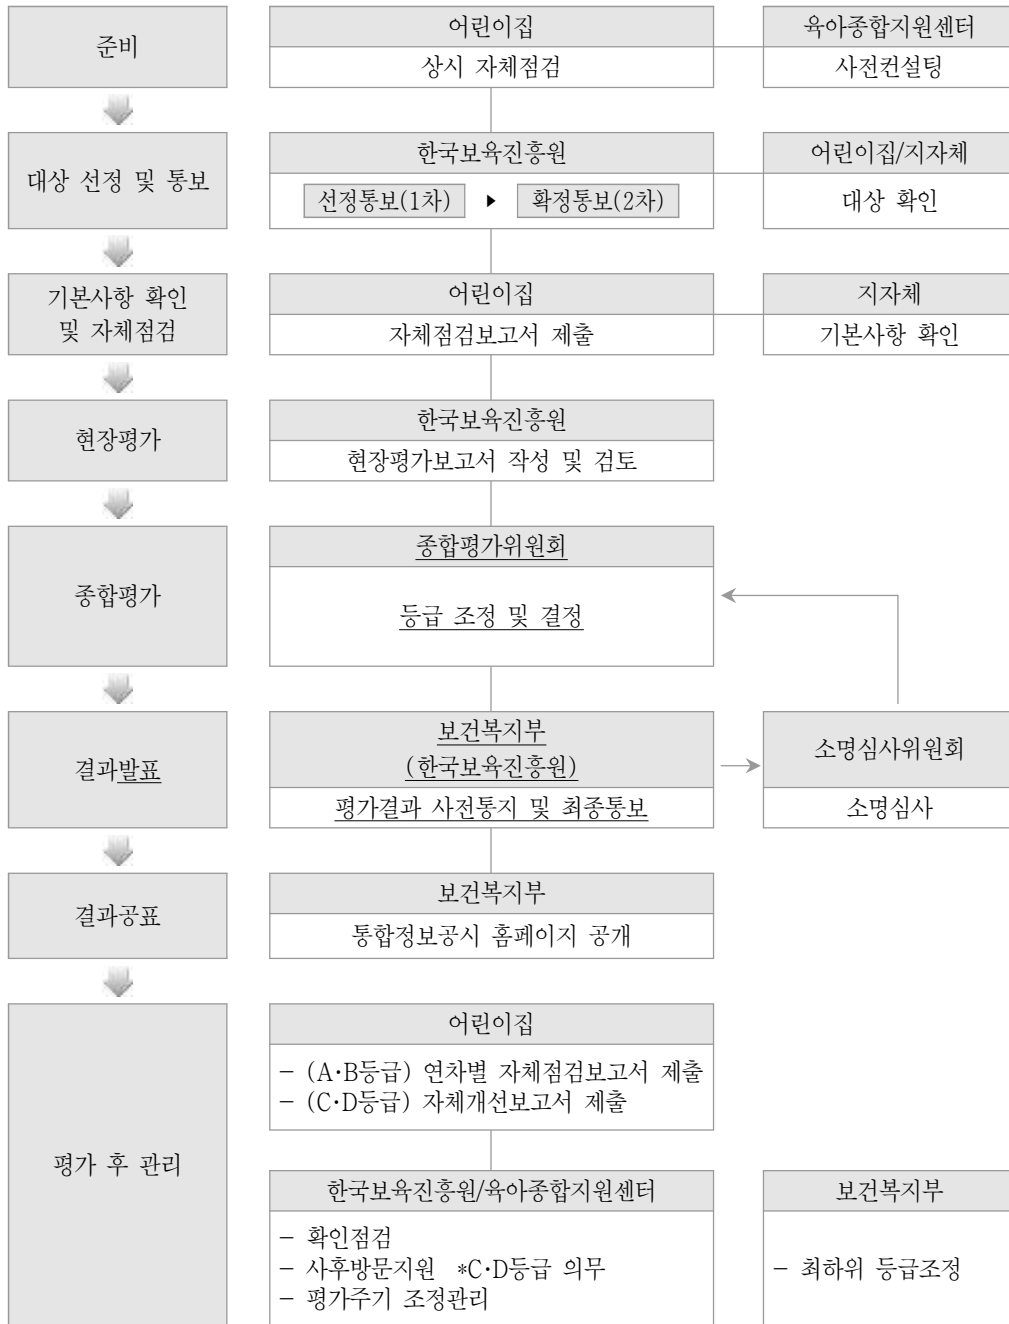 준비
어린이집
상시 자체점검
육아종합지원센터
사전컨설팅
대상 선정 및 통보
한국보육진흥원
선정통보(1차) ▶ 확정통보(2차)
어린이집/지자체
대상 확인
기본사항 확인
및 자체점검
어린이집
자체점검보고서 제출
지자체
기본사항 확인
현장평가
한국보육진흥원
현장평가보고서 작성 및 검토
종합평가
종합평가위원회
등급 조정 및 결정
결과발표
보건복지부
(한국보육진흥원)
평가결과 사전통지 및 최종통보
소명심사위원회
소명심사
결과공표
보건복지부
통합정보공시 홈페이지 공개
평가 후 관리
어린이집
– (A·B등급) 연차별 자체점검보고서 제출
– (C·D등급) 자체개선보고서 제출
한국보육진흥원/육아종합지원센터
– 확인점검
– 사후방문지원 *C·D등급 의무
– 평가주기 조정관리
보건복지부
– 최하위 등급조정